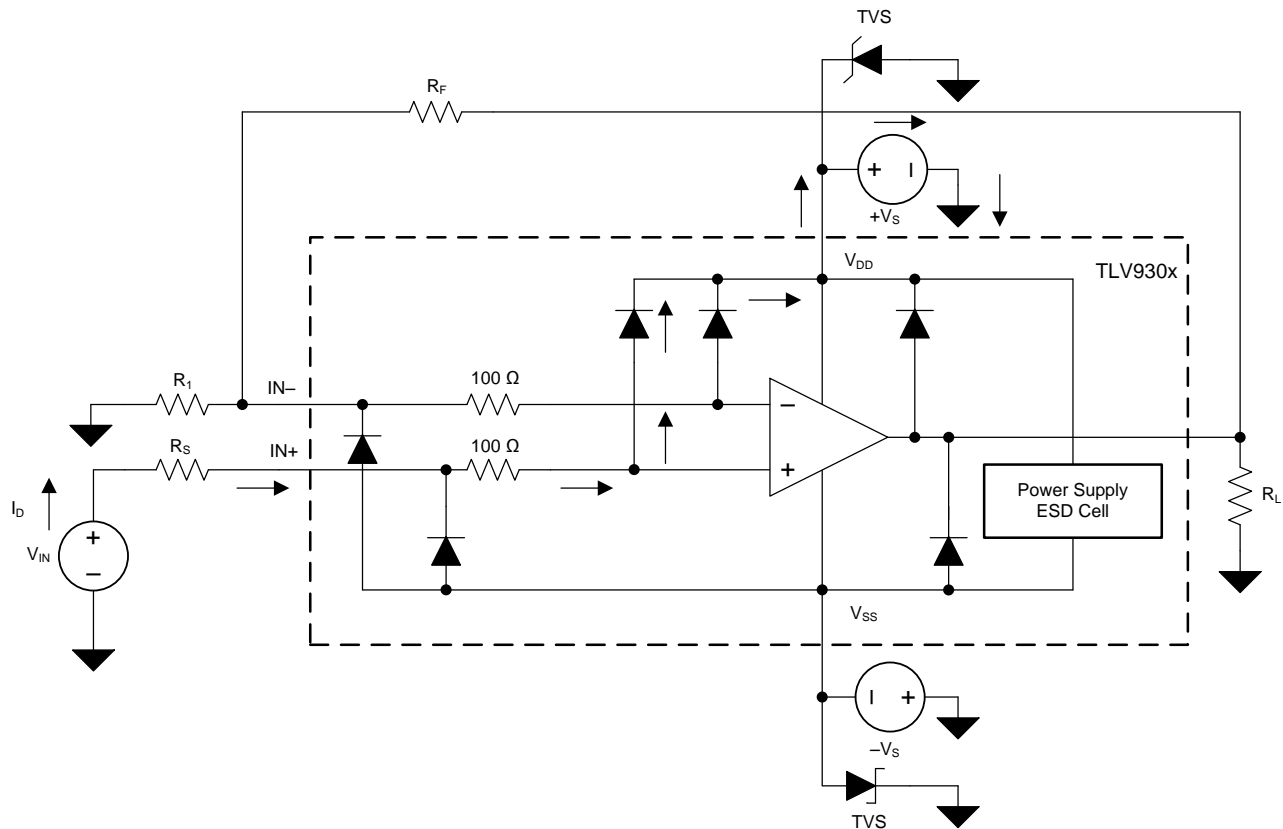 TVS
R_F
+ –
+V_S
V_DD
TLV930x
R_1
IN–
100 Ω
–
R_S
IN+
100 Ω
+
Power Supply
ESD Cell
R_L
I_D
V_IN
+
–
V_SS
– +
–V_S
TVS